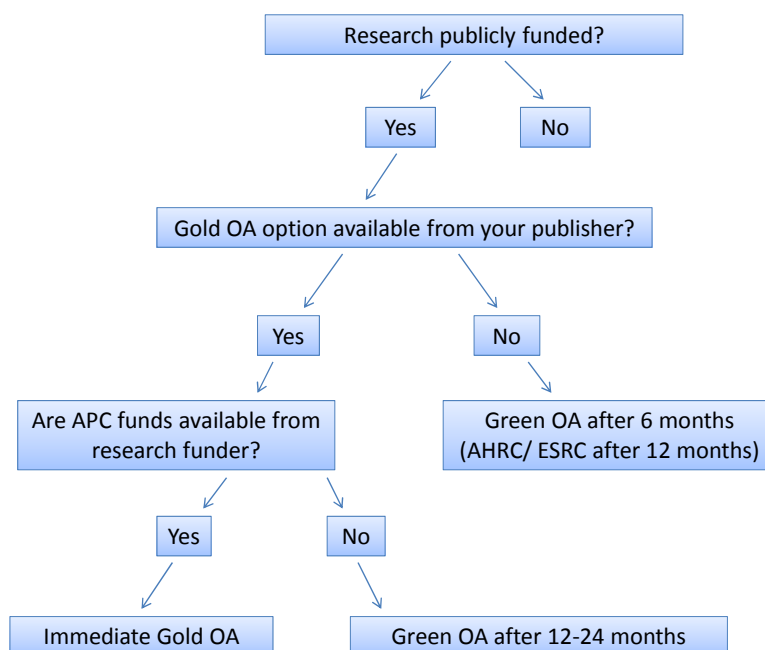 Research publicly funded?
Yes
No
Gold OA option available from your publisher?
Yes
No
Are APC funds available from
research funder?
Green OA after 6 months
(AHRC/ ESRC after 12 months)
Yes
No
Immediate Gold OA
Green OA after 12-24 months